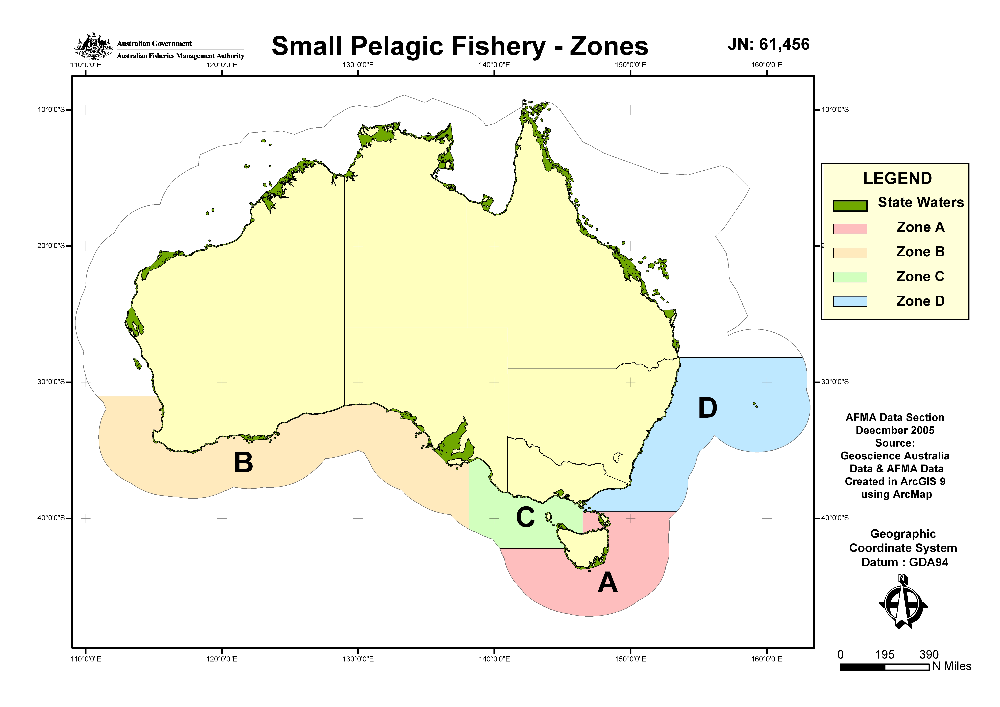 Australian Government
Australian Fisheries Management Authority
Small Pelagic Fishery - Zones
JN: 61,456
110°0'0"E 120°0'0"E 130°0'0"E 140°0'0"E 150°0'0"E 160°0'0"E
10°0'0"S 10°0'0"S
LEGEND
State Waters
Zone A
Zone B
Zone C
Zone D
20°0'0"S 2
30°0'0"S 30°0'0"S
D
B
C
A
AFMA Data Section
Deecmber 2005
Source:
Geoscience Australia
Data & AFMA Data
Created in ArcGIS 9
using ArcMap
40°0'0"S 40°0'0"S
Geographic
Coordinate System
Datum : GDA94
N
0 195 390
N Miles
110°0'0"E 120°0'0"E 130°0'0"E 140°0'0"E 150°0'0"E 160°0'0"E